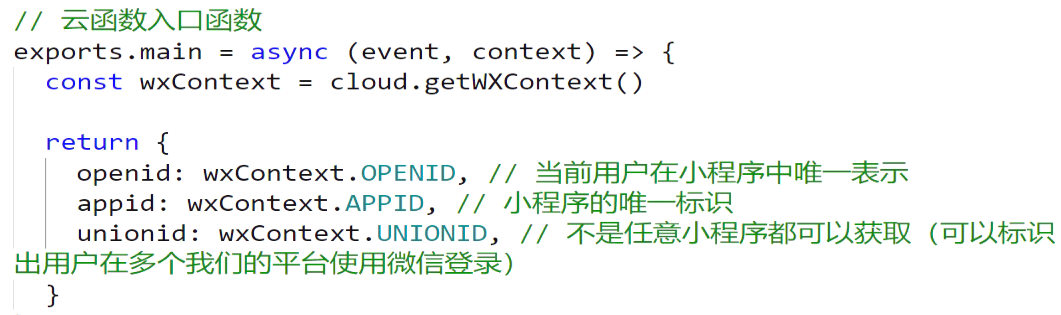 // 云函数入口函数
exports.main = async (event, context) => {
  const wxContext = cloud.getWXContext()

  return {
    openid: wxContext.OPENID, // 当前用户在小程序中唯一表示
    appid: wxContext.APPID, // 小程序的唯一标识
    unionid: wxContext.UNIONID, // 不是任意小程序都可以获取（可以标识
出用户在多个我们的平台使用微信登录）
  }